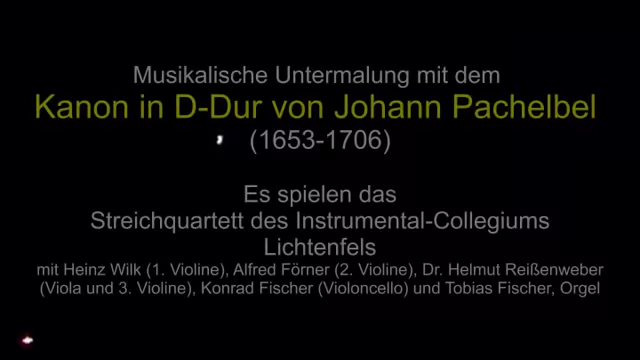 Musikalische Untermalung mit dem
Kanon in D-Dur von Johann Pachelbel
(1653-1706)
Es spielen das
Streichquartett des Instrumental-Collegiums
Lichtenfels
mit Heinz Wilk (1. Violine), Alfred Förner (2. Violine), Dr. Helmut Reißenweber
(Viola und 3. Violine), Konrad Fischer (Violoncello) und Tobias Fischer, Orgel